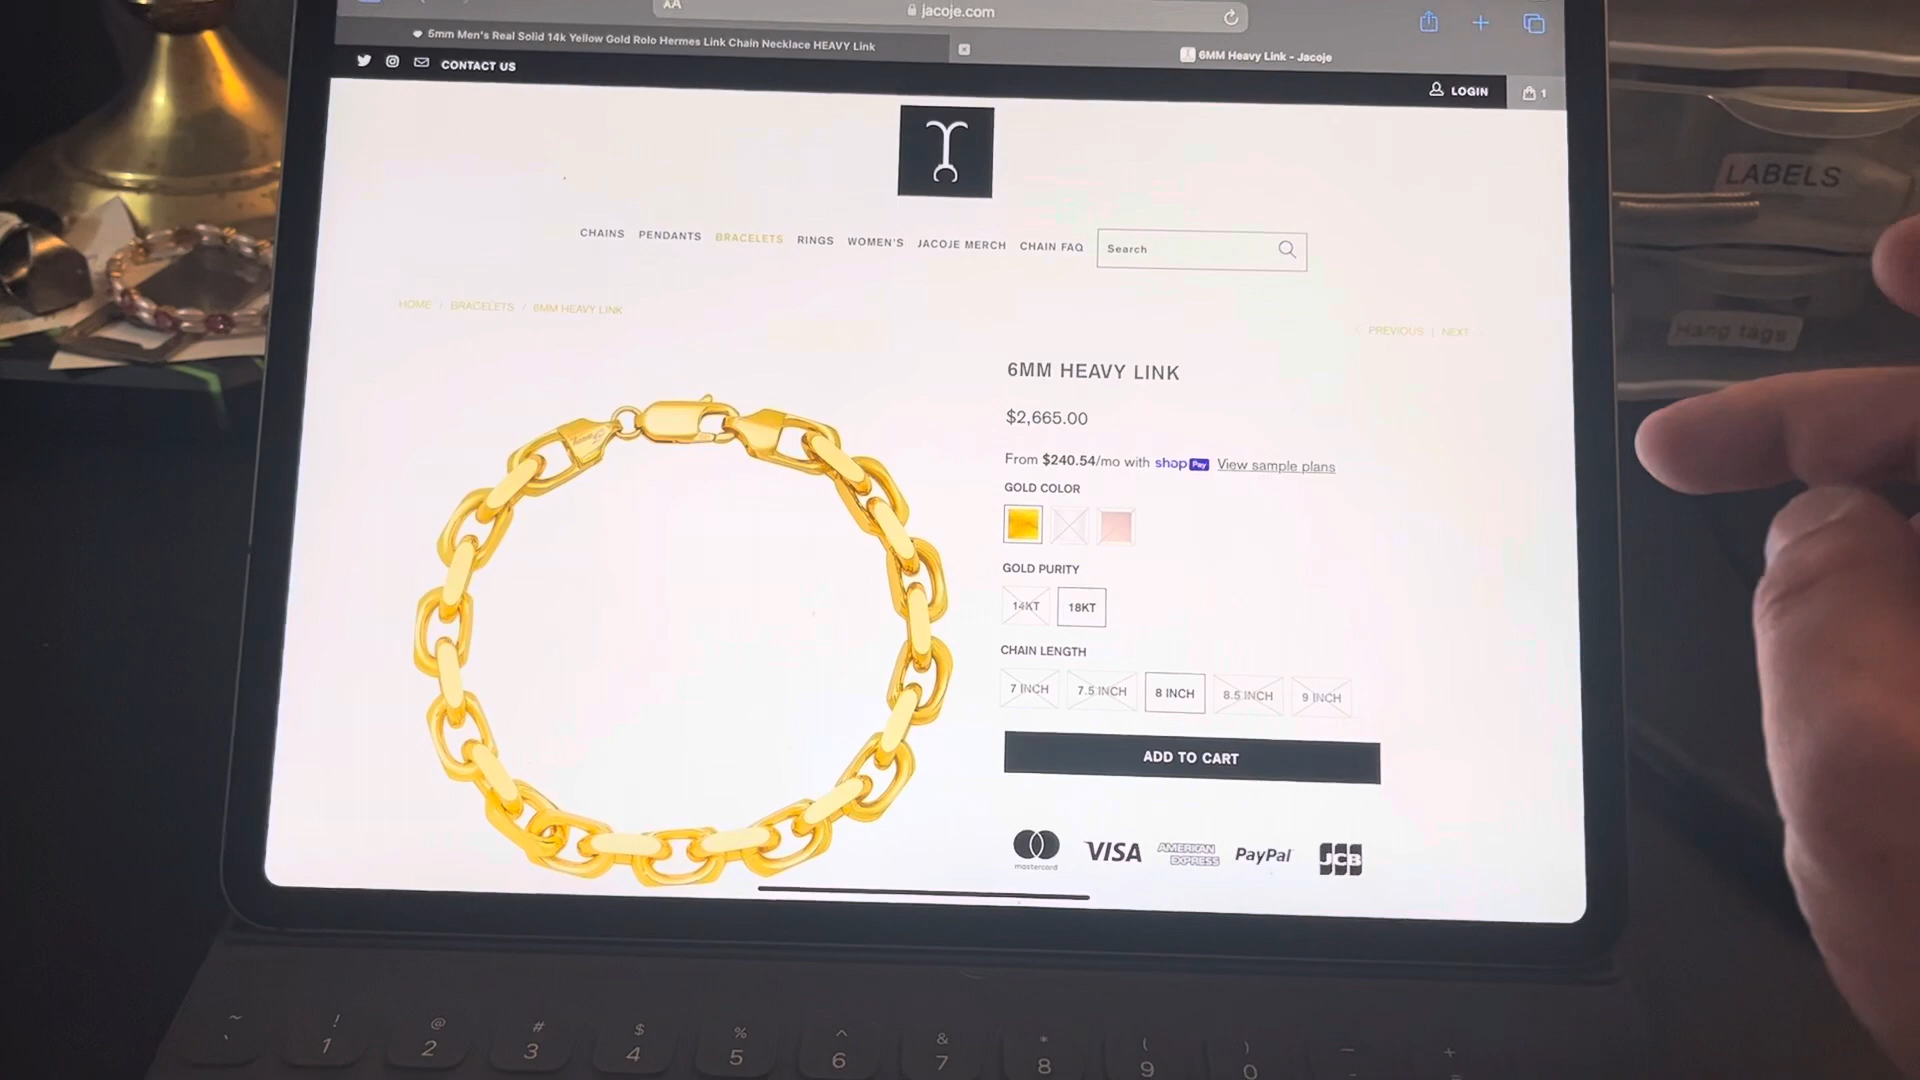 AA
jacoje.com
5mm Men's Real Solid 14k Yellow Gold Rolo Hermes Link Chain Necklace HEAVY Link
6MM Heavy Link - Jacoje
CONTACT US
LOGIN
1
LABELS
CHAINS PENDANTS BRACELETS RINGS WOMEN'S JACOJE MERCH CHAIN FAQ Search
HOME / BRACELETS / 6MM HEAVY LINK
< PREVIOUS | NEXT
Hang tags
6MM HEAVY LINK
$2,665.00
From $240.54/mo with shop Pay View sample plans
GOLD COLOR
GOLD PURITY
14KT 18KT
CHAIN LENGTH
7 INCH 7.5 INCH 8 INCH 8.5 INCH 9 INCH
ADD TO CART
mastercard VISA AMERICAN EXPRESS PayPal JCB
~ ! @ # $ % ^ & * ( ) — +
` 1 2 3 4 5 6 7 8 9 0 -